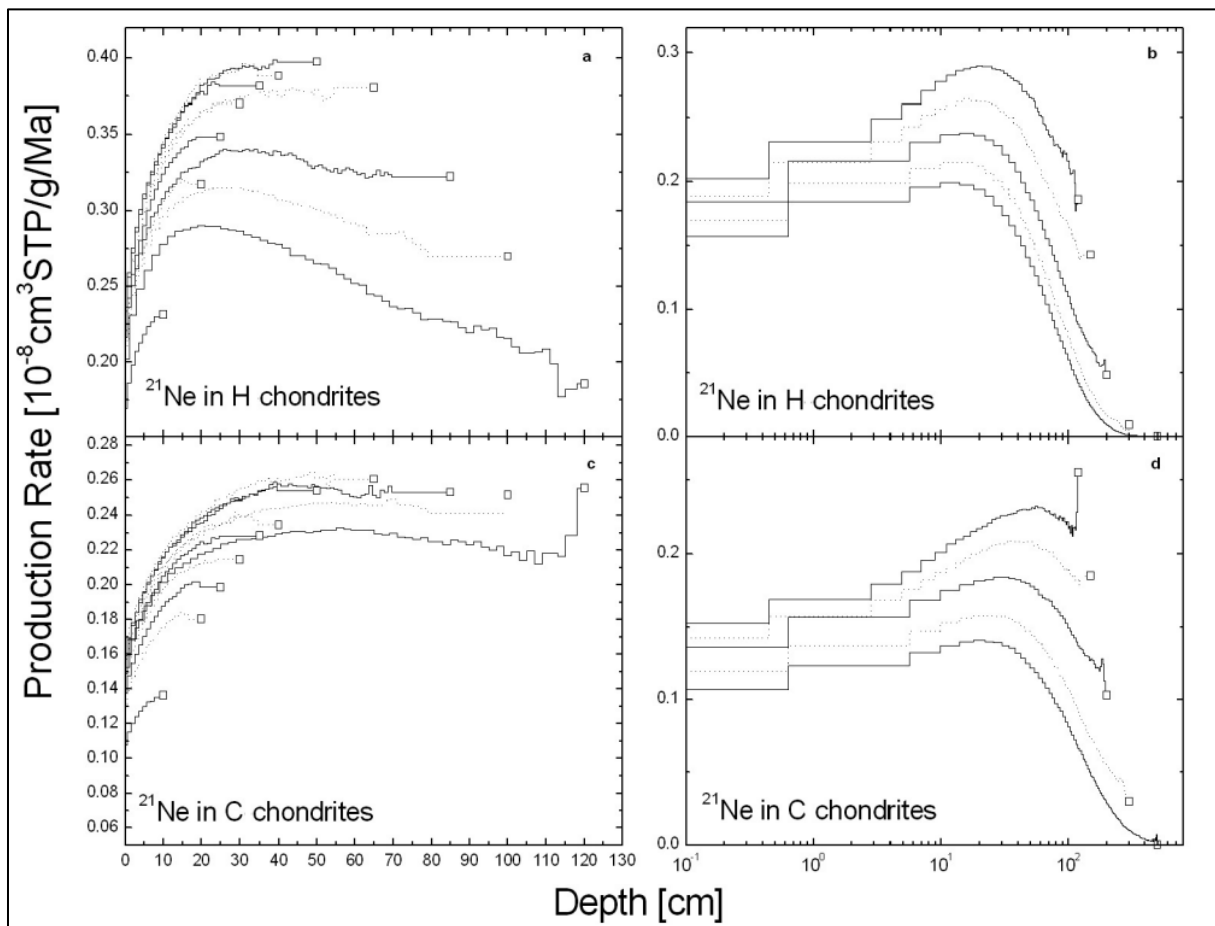 Production Rate [10⁻⁸cm³STP/g/Ma]
0.40
0.35
0.30
0.25
0.20
a
²¹Ne in H chondrites
0.3
0.2
0.1
0.0
b
²¹Ne in H chondrites
0.28
0.26
0.24
0.22
0.20
0.18
0.16
0.14
0.12
0.10
0.08
0.06
c
²¹Ne in C chondrites
0 10 20 30 40 50 60 70 80 90 100 110 120 130
0.2
0.1
0.0
d
²¹Ne in C chondrites
10⁻¹ 10⁰ 10¹ 10²
Depth [cm]